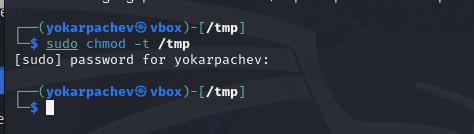 ┌──(yokarpachev㉿vbox)-[/tmp]
└─$ sudo chmod -t /tmp
[sudo] password for yokarpachev:
┌──(yokarpachev㉿vbox)-[/tmp]
└─$